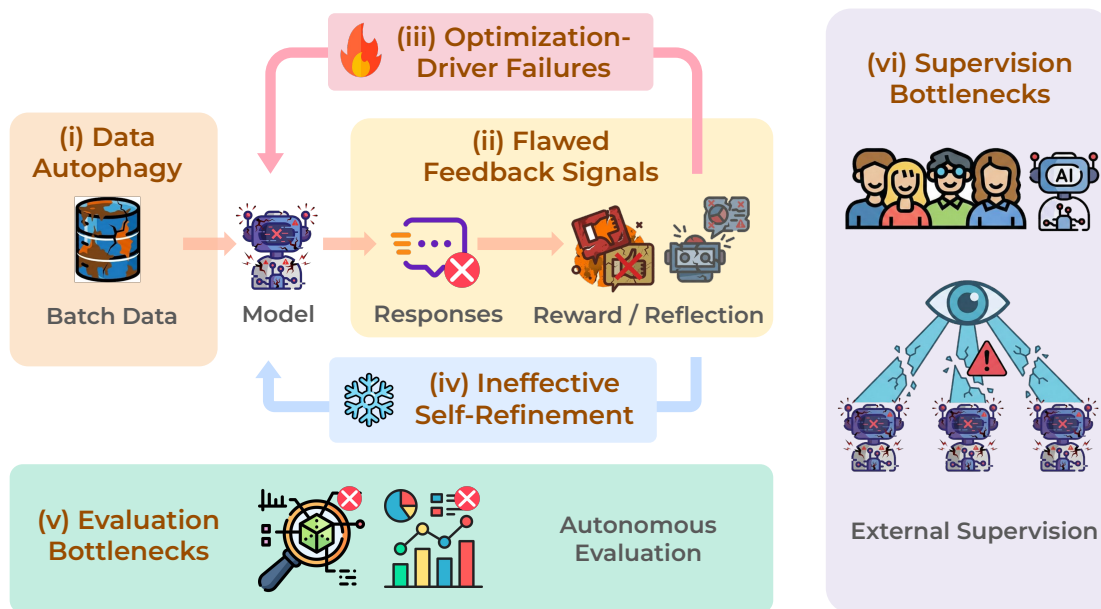 (iii) Optimization-
Driver Failures
(i) Data
Autophagy
Batch Data
Model
(ii) Flawed
Feedback Signals
Responses
Reward / Reflection
(iv) Ineffective
Self-Refinement
(v) Evaluation
Bottlenecks
Autonomous
Evaluation
(vi) Supervision
Bottlenecks
AI
External Supervision